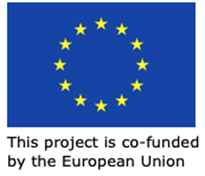 This project is co-funded
by the European Union